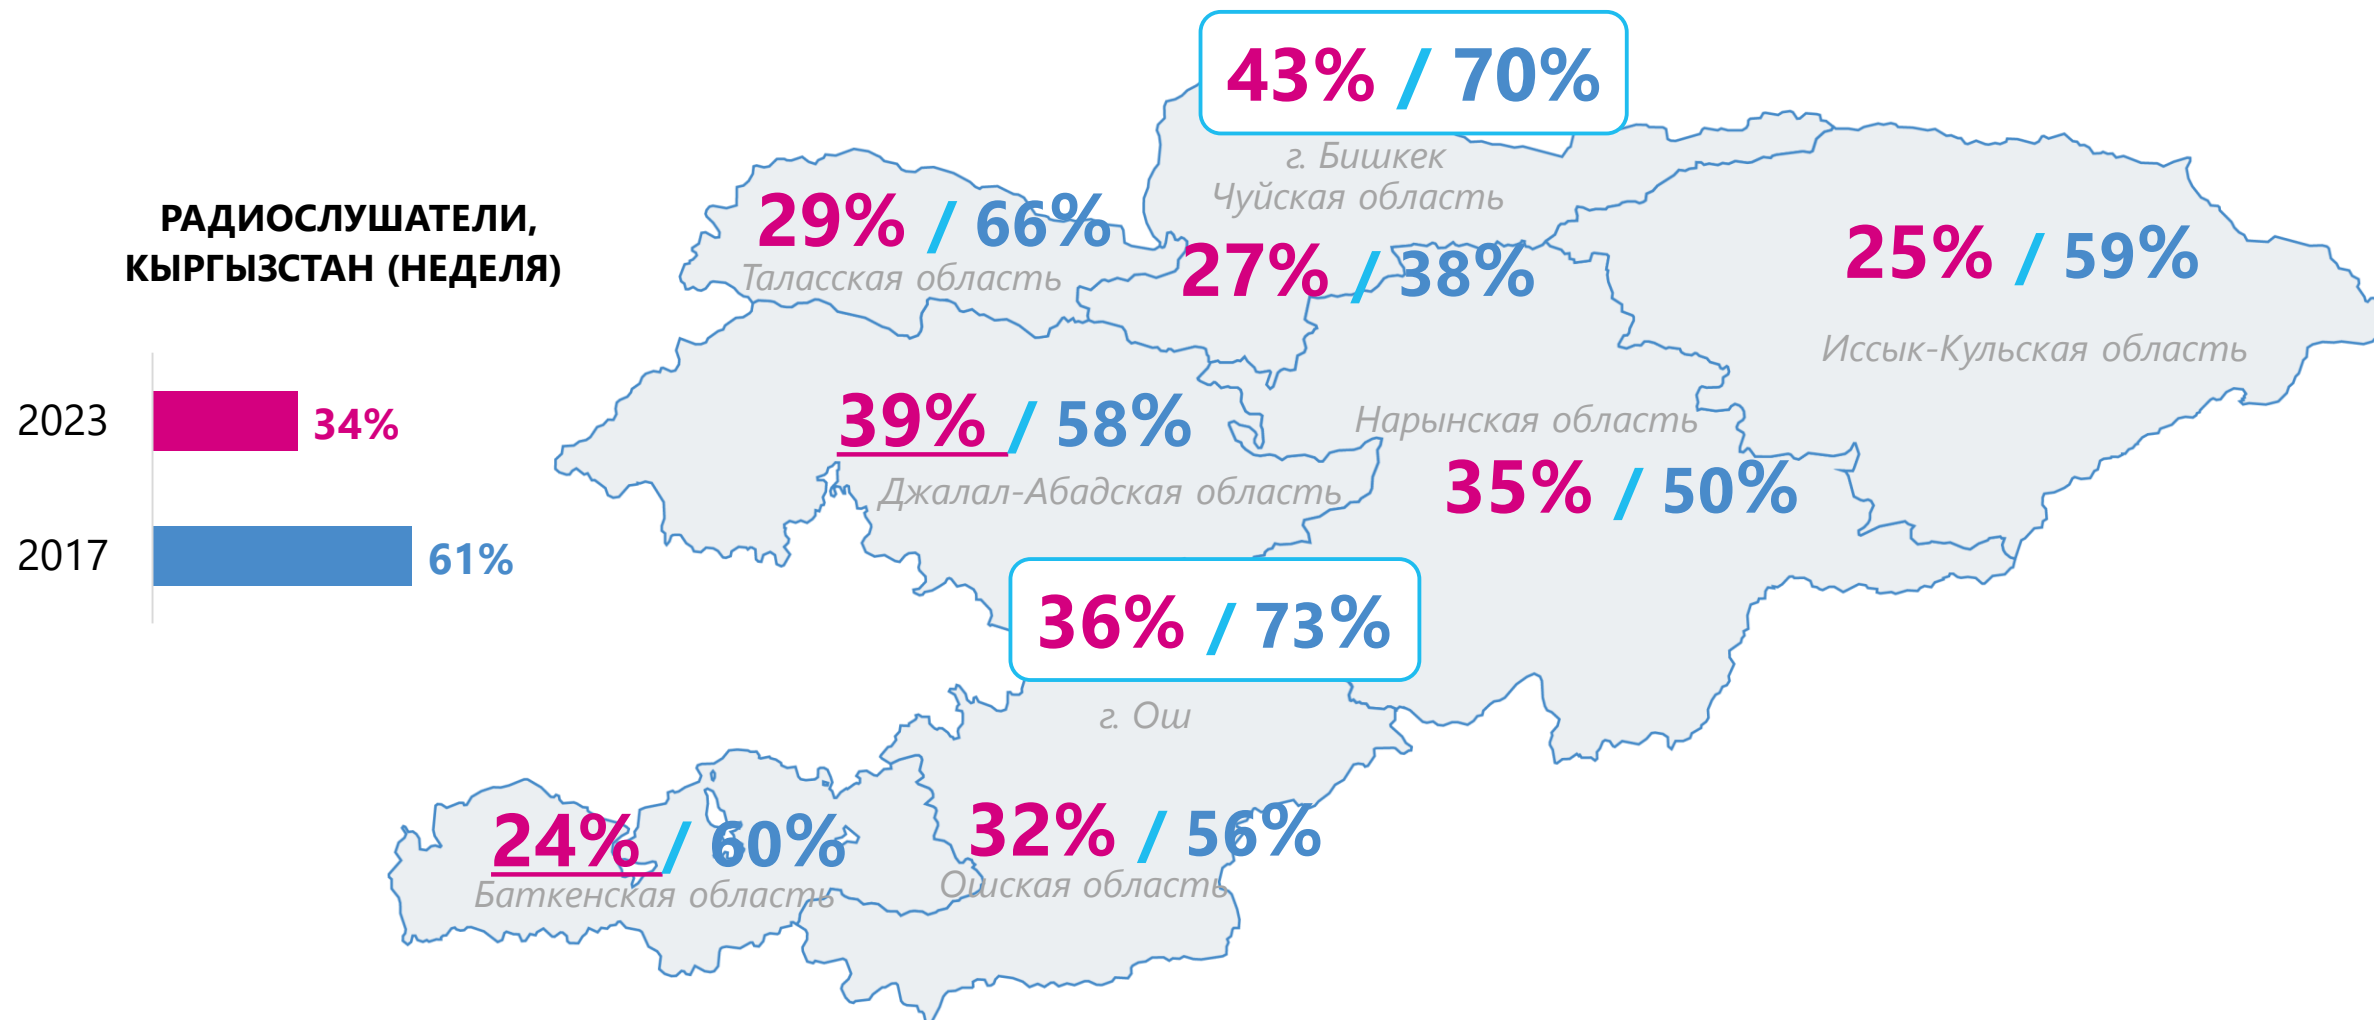 РАДИОСЛУШАТЕЛИ,
КЫРГЫЗСТАН (НЕДЕЛЯ)
2023
34%
2017
61%
43% / 70%
г. Бишкек
Чуйская область
27% / 38%
29% / 66%
Таласская область
25% / 59%
Иссык-Кульская область
39% / 58%
Джалал-Абадская область
Нарынская область
35% / 50%
36% / 73%
г. Ош
32% / 56%
Ошская область
24% / 60%
Баткенская область